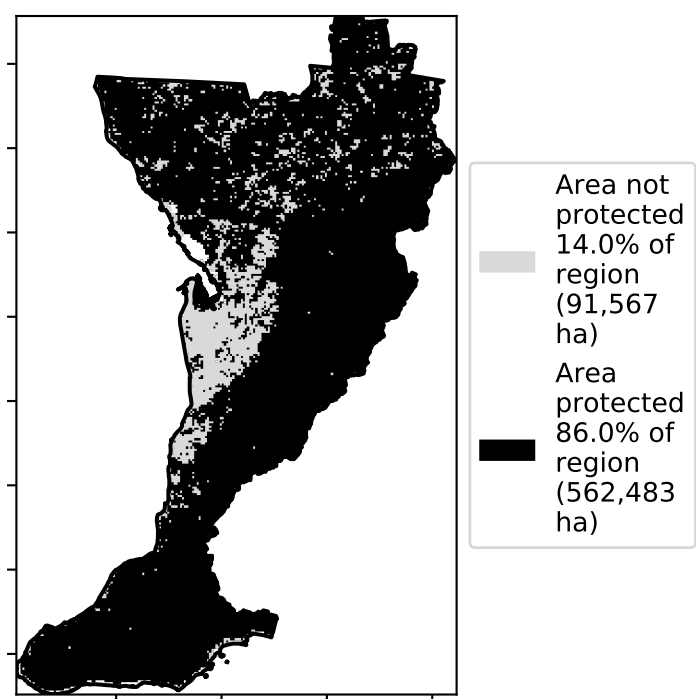 Area not
protected
14.0% of
region
(91,567
ha)
Area
protected
86.0% of
region
(562,483
ha)